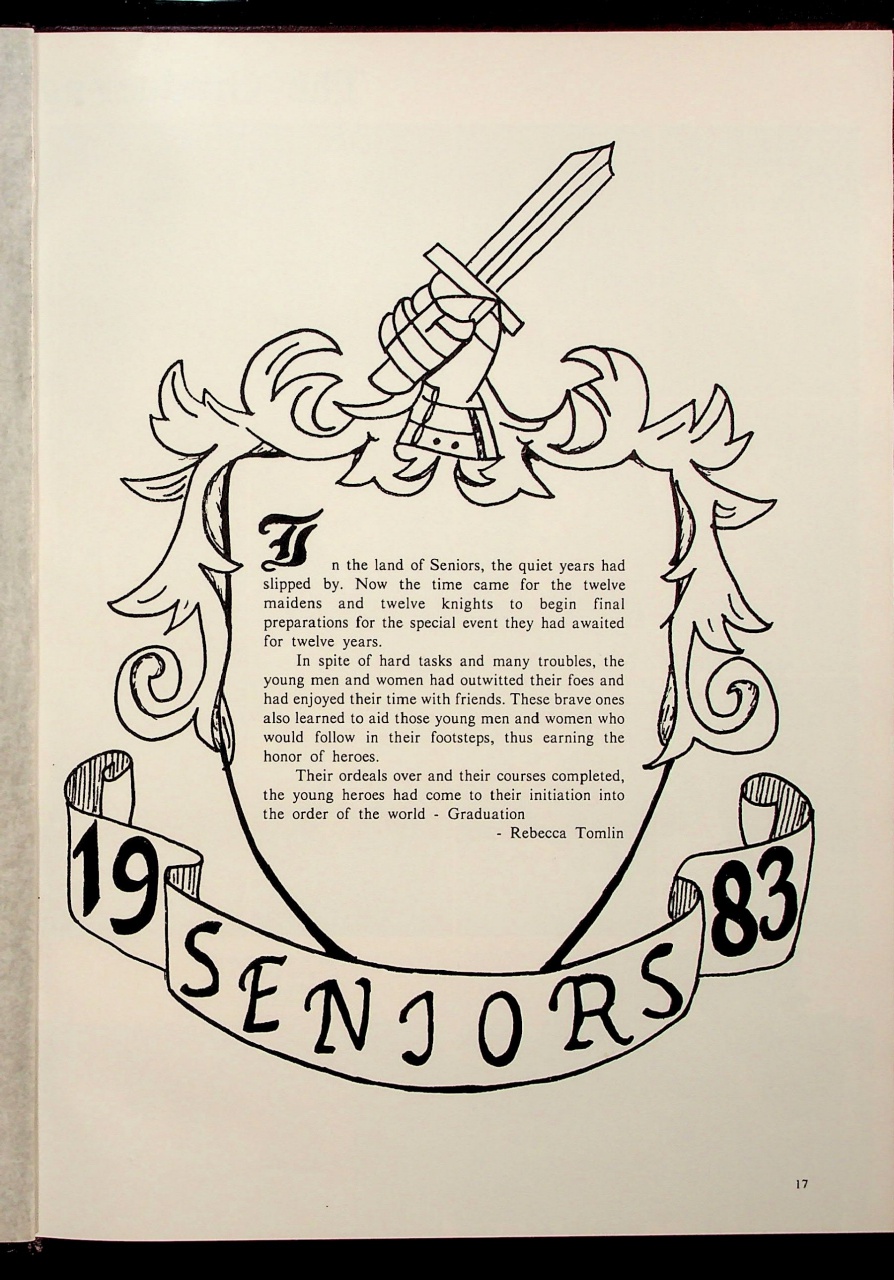 In the land of Seniors, the quiet years had
slipped by. Now the time came for the twelve
maidens and twelve knights to begin final
preparations for the special event they had awaited
for twelve years.
In spite of hard tasks and many troubles, the
young men and women had outwitted their foes and
had enjoyed their time with friends. These brave ones
also learned to aid those young men and women who
would follow in their footsteps, thus earning the
honor of heroes.
Their ordeals over and their courses completed,
the young heroes had come to their initiation into
the order of the world - Graduation
- Rebecca Tomlin
19
SENIORS
83
17